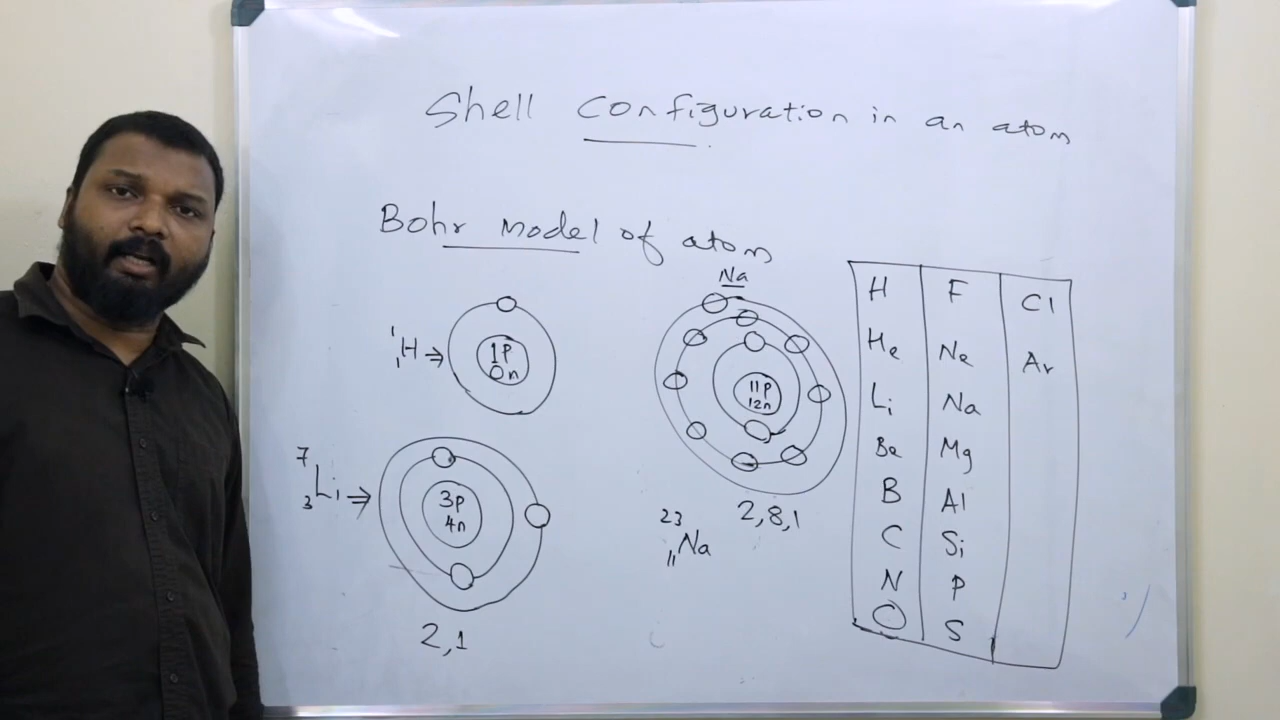 Shell configuration in an atom
Bohr model of atom
1
1H ⇒
1p
0n
7
3Li ⇒
3p
4n
2,1
Na
11p
12n
2,8,1
23
11Na
H F Cl
He Ne Ar
Li Na
Be Mg
B Al
C Si
N P
O S